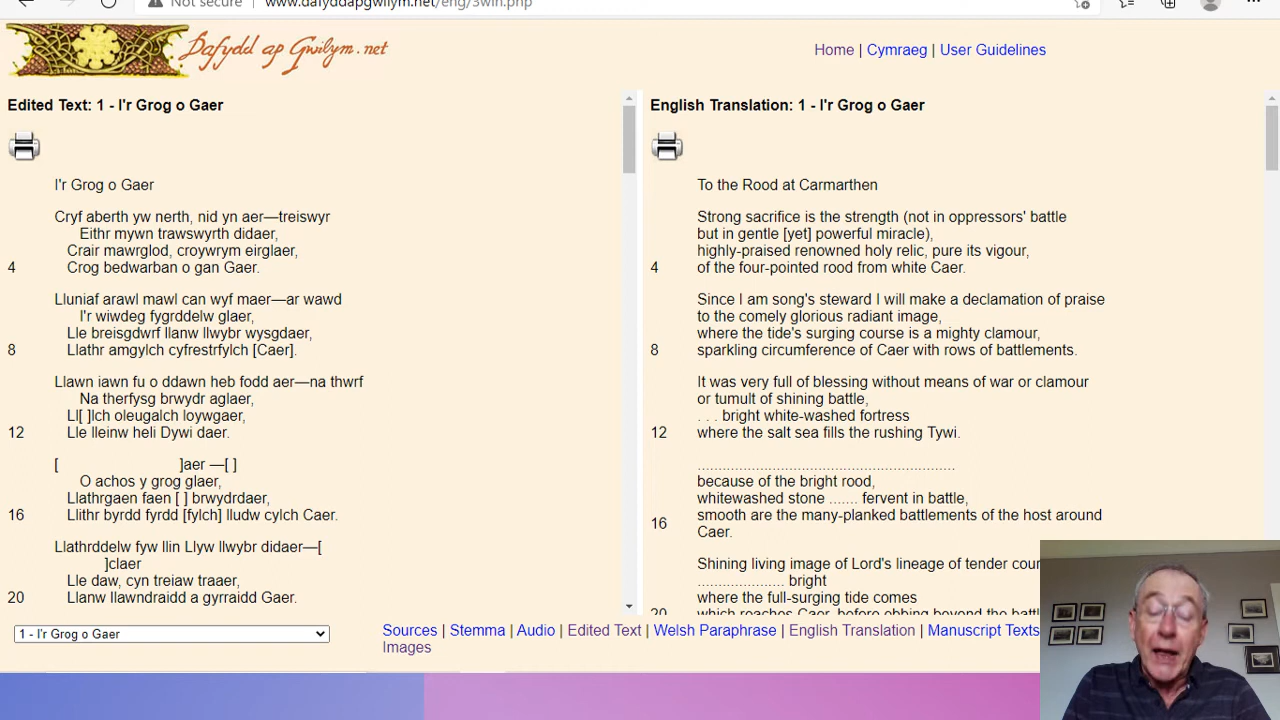 Not secure
www.dafyddapgwilym.net/eng/3win.php
Dafydd ap Gwilym.net
Home | Cymraeg | User Guidelines
Edited Text: 1 - I'r Grog o Gaer
I'r Grog o Gaer
Cryf aberth yw nerth, nid yn aer—treiswyr
Eithr mywn trawswyrth didaer,
Crair mawrglod, croywrym eirglaer,
4 Crog bedwarban o gan Gaer.
Lluniaf arawl mawl can wyf maer—ar wawd
I'r wiwdeg fygrddelw glaer,
Lle breisgdwrf llanw llwybr wysgdaer,
8 Llathr amgylch cyfrestrfylch [Caer].
Llawn iawn fu o ddawn heb fodd aer—na thwrf
Na therfysg brwydr aglaer,
Ll[ ]lch oleugalch loywgaer,
12 Lle lleinw heli Dywi daer.
[ ]aer —[ ]
O achos y grog glaer,
Llathrgaen faen [ ] brwydrdaer,
16 Llithr byrdd fyrdd [fylch] lludw cylch Caer.
Llathrddelw fyw llin Llyw llwybr didaer—[
]claer
Lle daw, cyn treiaw traaer,
20 Llanw llawndraidd a gyrraidd Gaer.
English Translation: 1 - I'r Grog o Gaer
To the Rood at Carmarthen
Strong sacrifice is the strength (not in oppressors' battle
but in gentle [yet] powerful miracle),
highly-praised renowned holy relic, pure its vigour,
4 of the four-pointed rood from white Caer.
Since I am song's steward I will make a declamation of praise
to the comely glorious radiant image,
where the tide's surging course is a mighty clamour,
8 sparkling circumference of Caer with rows of battlements.
It was very full of blessing without means of war or clamour
or tumult of shining battle,
. . . bright white-washed fortress
12 where the salt sea fills the rushing Tywi.
..............................................................
because of the bright rood,
whitewashed stone ....... fervent in battle,
16 smooth are the many-planked battlements of the host around
Caer.
Shining living image of Lord's lineage of tender
..................... bright
where the full-surging tide comes
20 which reaches Caer, before ebbing beyond the
1 - I'r Grog o Gaer
Sources | Stemma | Audio | Edited Text | Welsh Paraphrase | English Translation | Manuscript Texts
Images